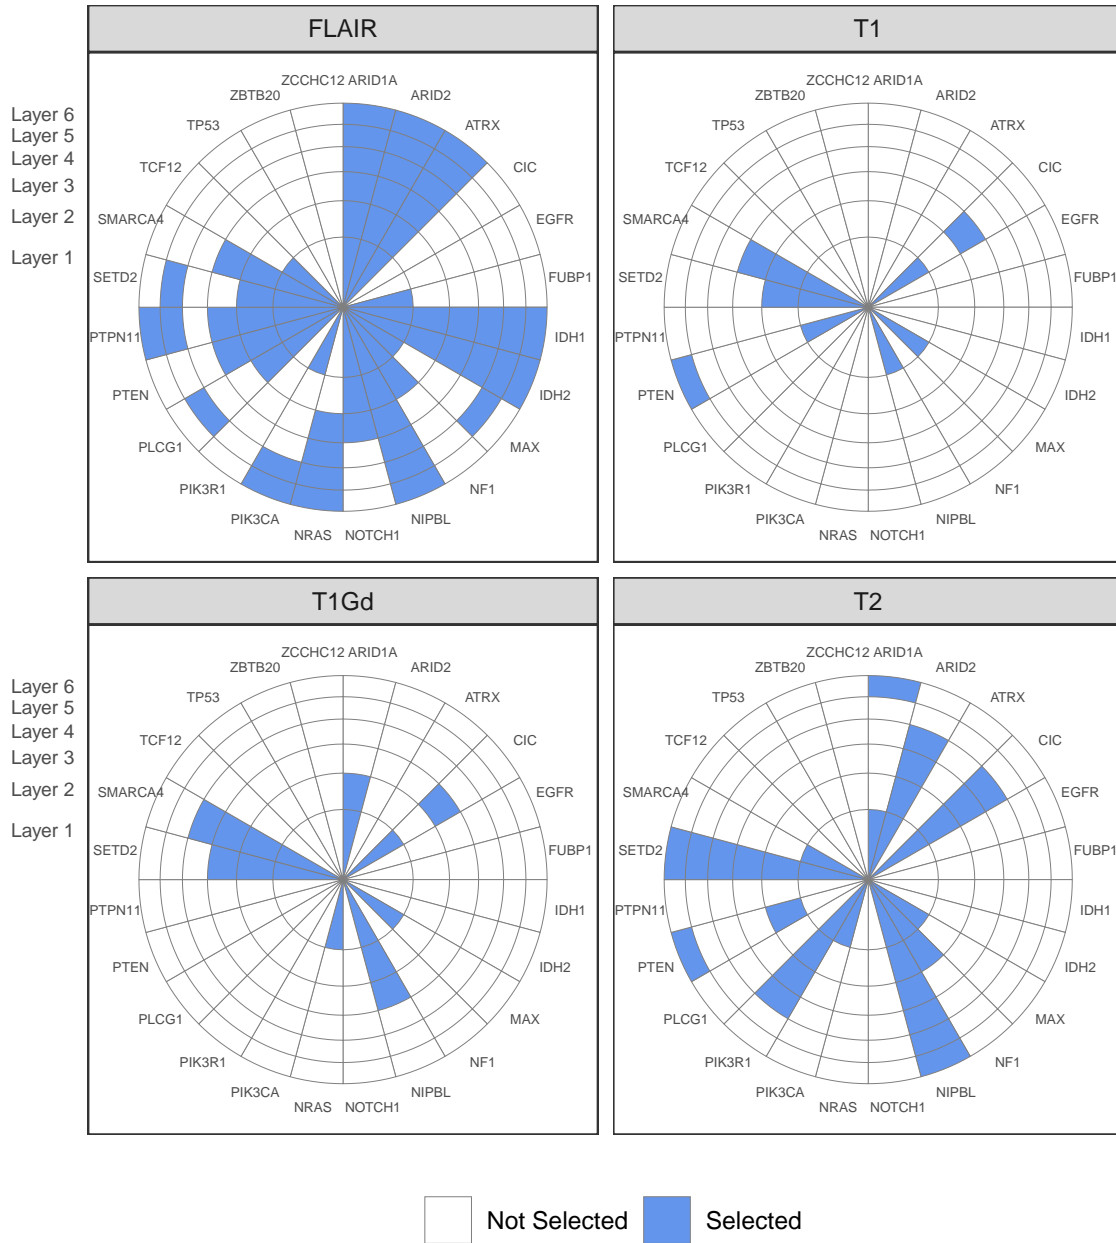 FLAIR
ZCCHC12 ARID1A
ZBTB20 ARID2
TP53 ATRX
TCF12 CIC
SMARCA4 EGFR
SETD2 FUBP1
PTPN11 IDH1
PTEN IDH2
PLCG1 MAX
PIK3R1 NF1
PIK3CA NIPBL
NRAS NOTCH1
Layer 6
Layer 5
Layer 4
Layer 3
Layer 2
Layer 1
T1
ZCCHC12 ARID1A
ZBTB20 ARID2
TP53 ATRX
TCF12 CIC
SMARCA4 EGFR
SETD2 FUBP1
PTPN11 IDH1
PTEN IDH2
PLCG1 MAX
PIK3R1 NF1
PIK3CA NIPBL
NRAS NOTCH1
T1Gd
ZCCHC12 ARID1A
ZBTB20 ARID2
TP53 ATRX
TCF12 CIC
SMARCA4 EGFR
SETD2 FUBP1
PTPN11 IDH1
PTEN IDH2
PLCG1 MAX
PIK3R1 NF1
PIK3CA NIPBL
NRAS NOTCH1
Layer 6
Layer 5
Layer 4
Layer 3
Layer 2
Layer 1
T2
ZCCHC12 ARID1A
ZBTB20 ARID2
TP53 ATRX
TCF12 CIC
SMARCA4 EGFR
SETD2 FUBP1
PTPN11 IDH1
PTEN IDH2
PLCG1 MAX
PIK3R1 NF1
PIK3CA NIPBL
NRAS NOTCH1
Not Selected Selected